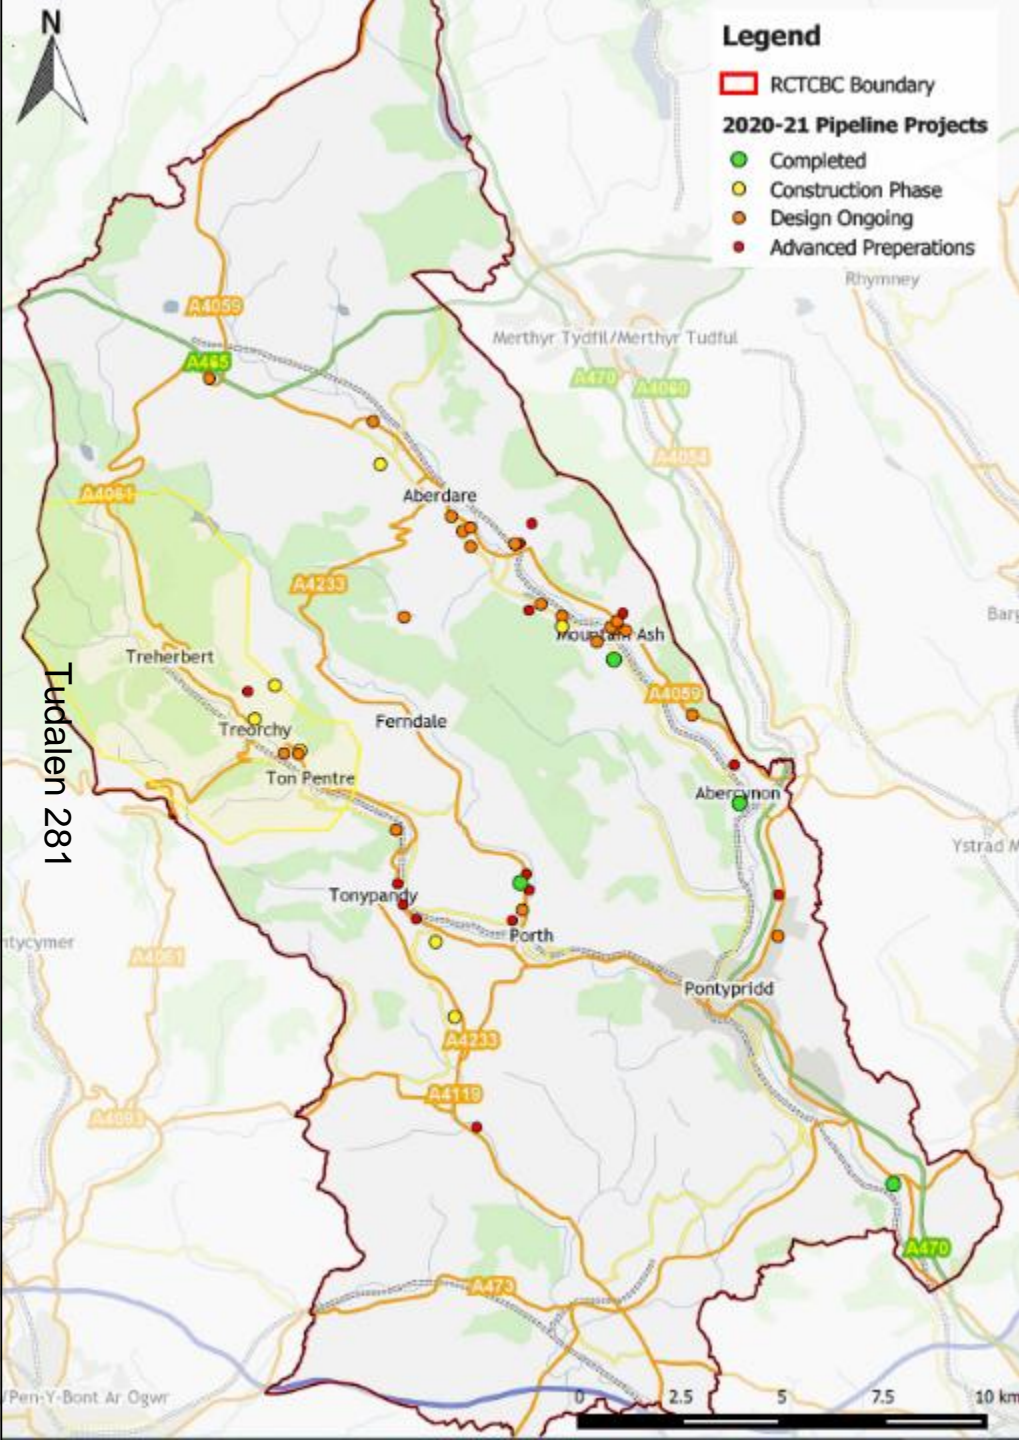 N
Legend
RCTCBC Boundary
2020-21 Pipeline Projects
Completed
Construction Phase
Design Ongoing
Advanced Preperations
Rhymney
A4059
Merthyr Tydfil/Merthyr Tudful
A465
A470
A4060
A4054
Aberdare
A4061
A4233
Barg
Mountain Ash
Treherbert
A4059
Tudalen 281
Treorchy
Ferndale
Ton Pentre
Abercynon
Ystrad M
Tonypandy
Porth
ntycymer
A4061
Pontypridd
A4233
A4119
A4093
A470
A473
/Pen-Y-Bont Ar Ogwr
0 2.5 5 7.5 10 km